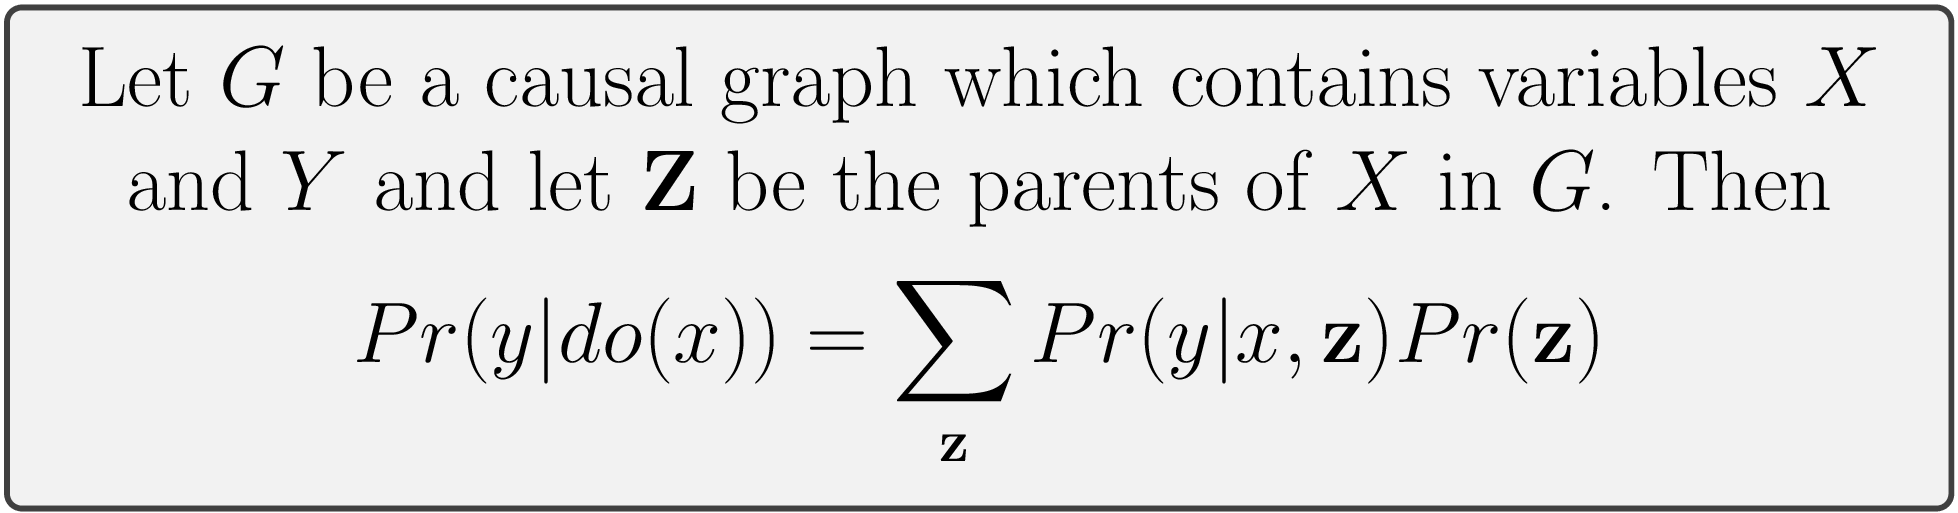 Let G be a causal graph which contains variables X
and Y and let Z be the parents of X in G. Then
Pr(y|do(x)) = ∑ Pr(y|x, z)Pr(z)
z